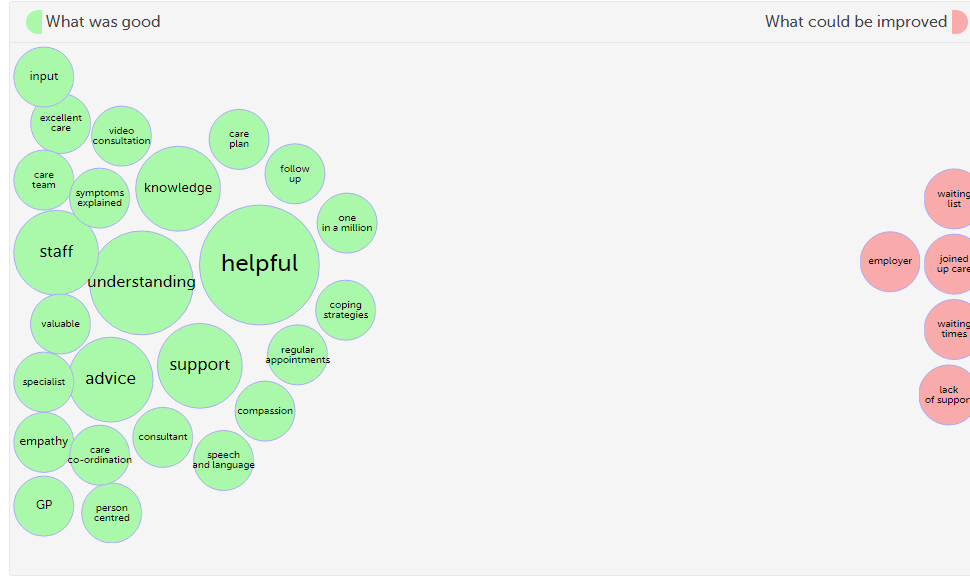 What was good
What could be improved
input
excellent
care
video
consultation
care
plan
follow
up
care
team
symptoms
explained
knowledge
one
in a million
staff
understanding
helpful
coping
strategies
valuable
support
regular
appointments
specialist
advice
compassion
empathy
care
co-ordination
consultant
speech
and language
GP
person
centred
waiting
list
employer
joined
up care
waiting
times
lack
of suppor